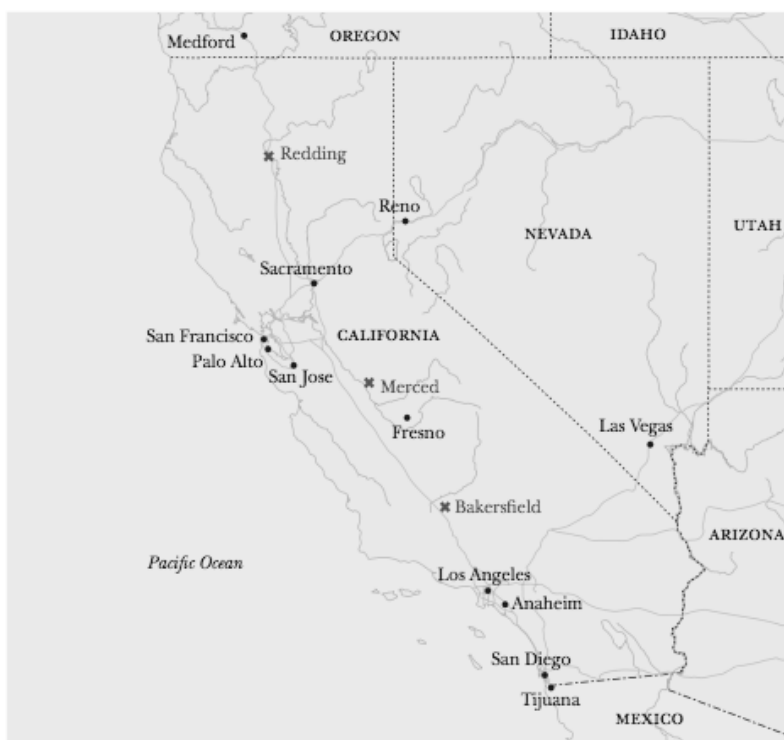 OREGON
IDAHO
Medford
Redding
Reno
NEVADA
UTAH
Sacramento
San Francisco
CALIFORNIA
Palo Alto
San Jose
Merced
Fresno
Las Vegas
Bakersfield
ARIZONA
Pacific Ocean
Los Angeles
Anaheim
San Diego
Tijuana
MEXICO